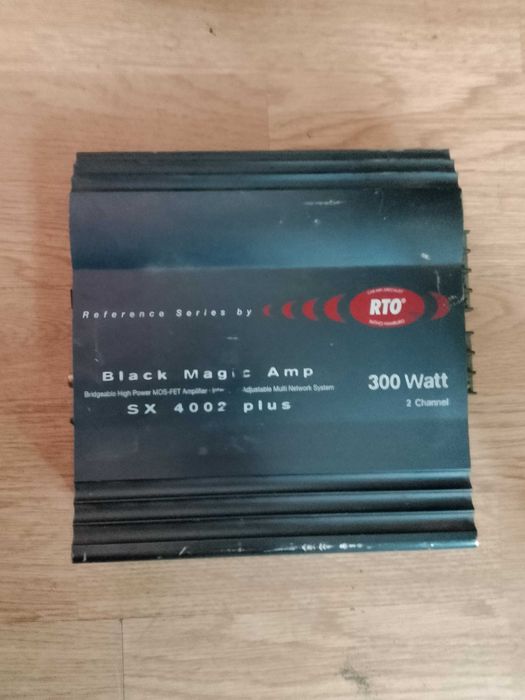 Reference Series by
RTO®
Black Magic Amp
300 Watt
Bridgeable High Power MOS-FET Amplifier · Adjustable Multi Network System
SX 4002 plus
2 Channel